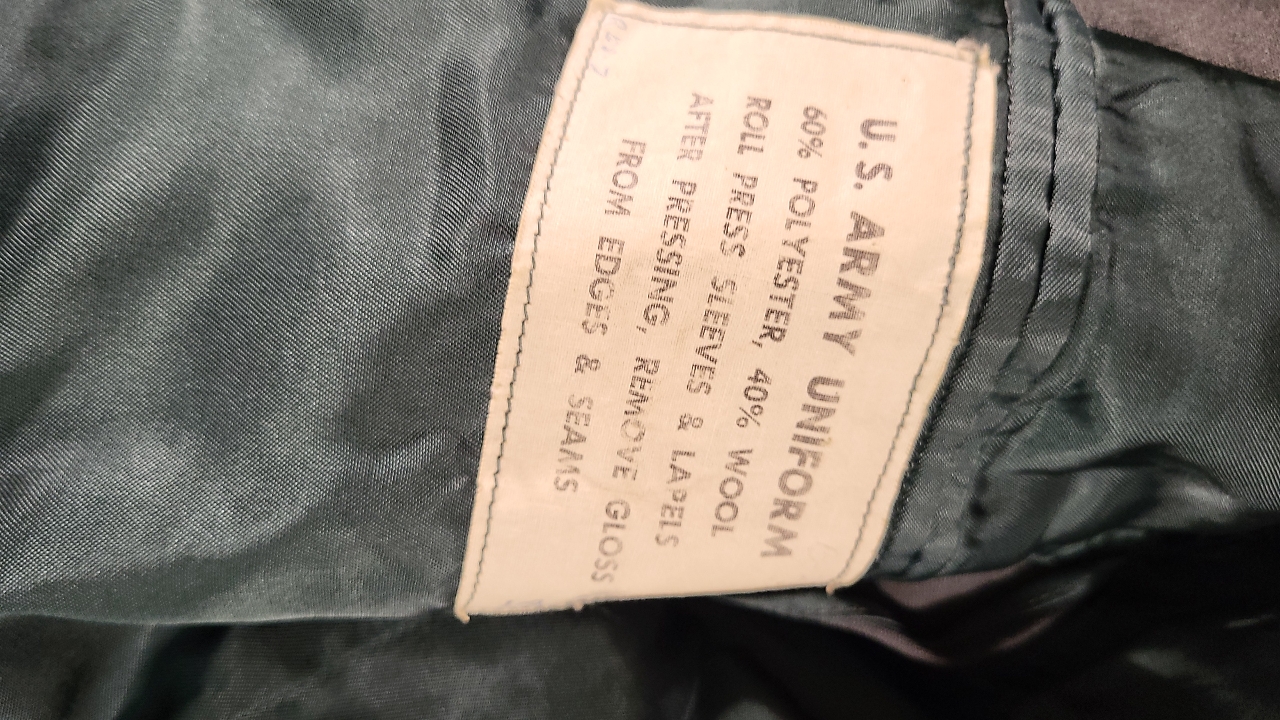 U.S. ARMY UNIFORM
60% POLYESTER, 40% WOOL
ROLL PRESS SLEEVES & LAPELS
AFTER PRESSING, REMOVE GLOSS
FROM EDGES & SEAMS